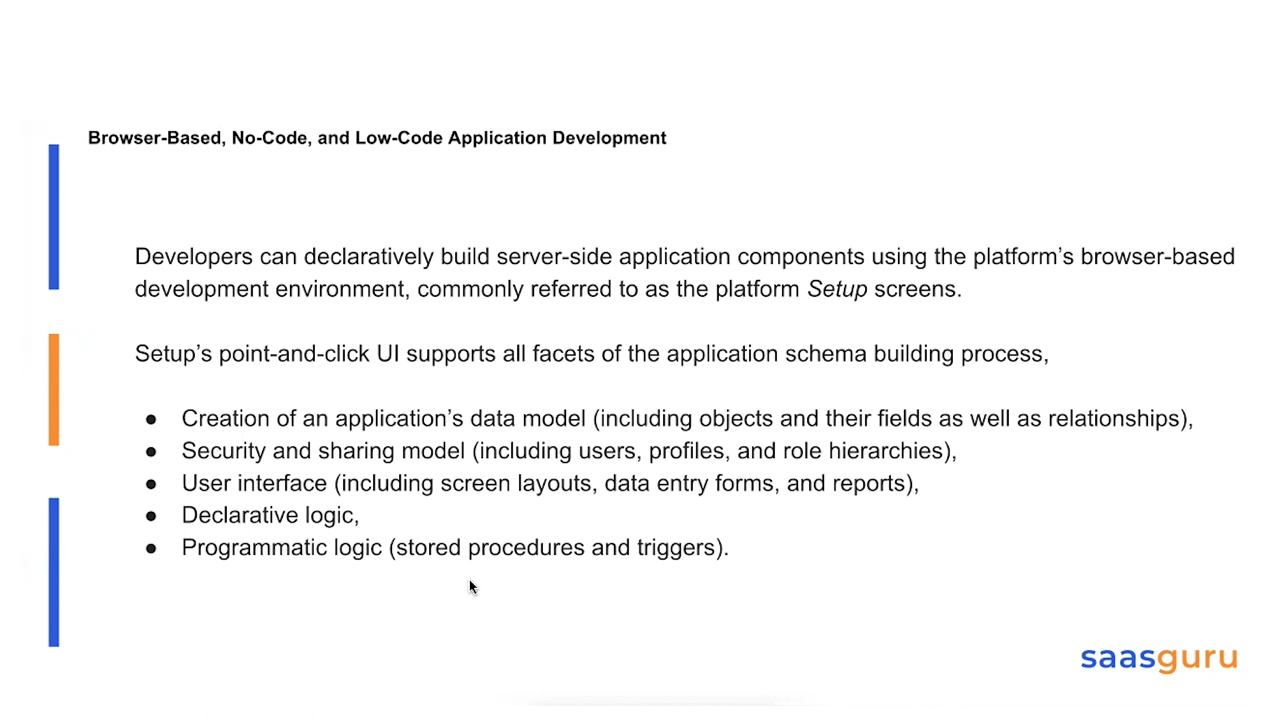 Browser-Based, No-Code, and Low-Code Application Development
Developers can declaratively build server-side application components using the platform’s browser-based
development environment, commonly referred to as the platform Setup screens.
Setup’s point-and-click UI supports all facets of the application schema building process,
● Creation of an application’s data model (including objects and their fields as well as relationships),
● Security and sharing model (including users, profiles, and role hierarchies),
● User interface (including screen layouts, data entry forms, and reports),
● Declarative logic,
● Programmatic logic (stored procedures and triggers).
saasguru